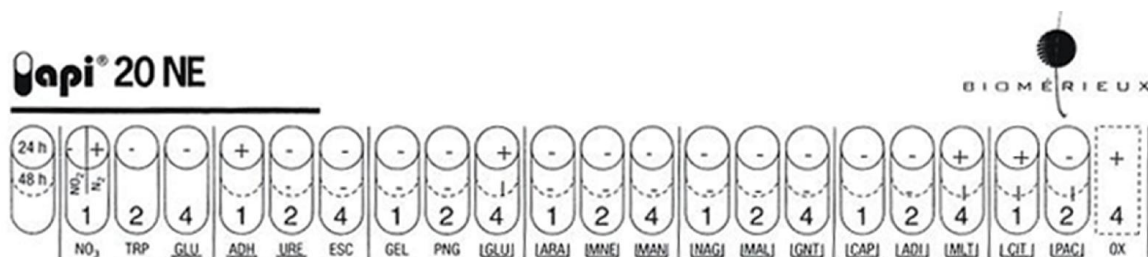 api® 20 NE
BIOMÉRIEUX
24 h - + - - + - - - - + - - - - - - - - + + - +
48 h NO2 N2
1 2 4 1 2 4 1 2 4 1 2 4 1 2 4 1 2 4 1 2 4
NO3 TRP GLU ADH URE ESC GEL PNG |GLU| |ARA| |MNE| |MAN| |NAG| |MAL| |GNT| |CAP| |ADI| |MLT| |CIT| |PAC| OX